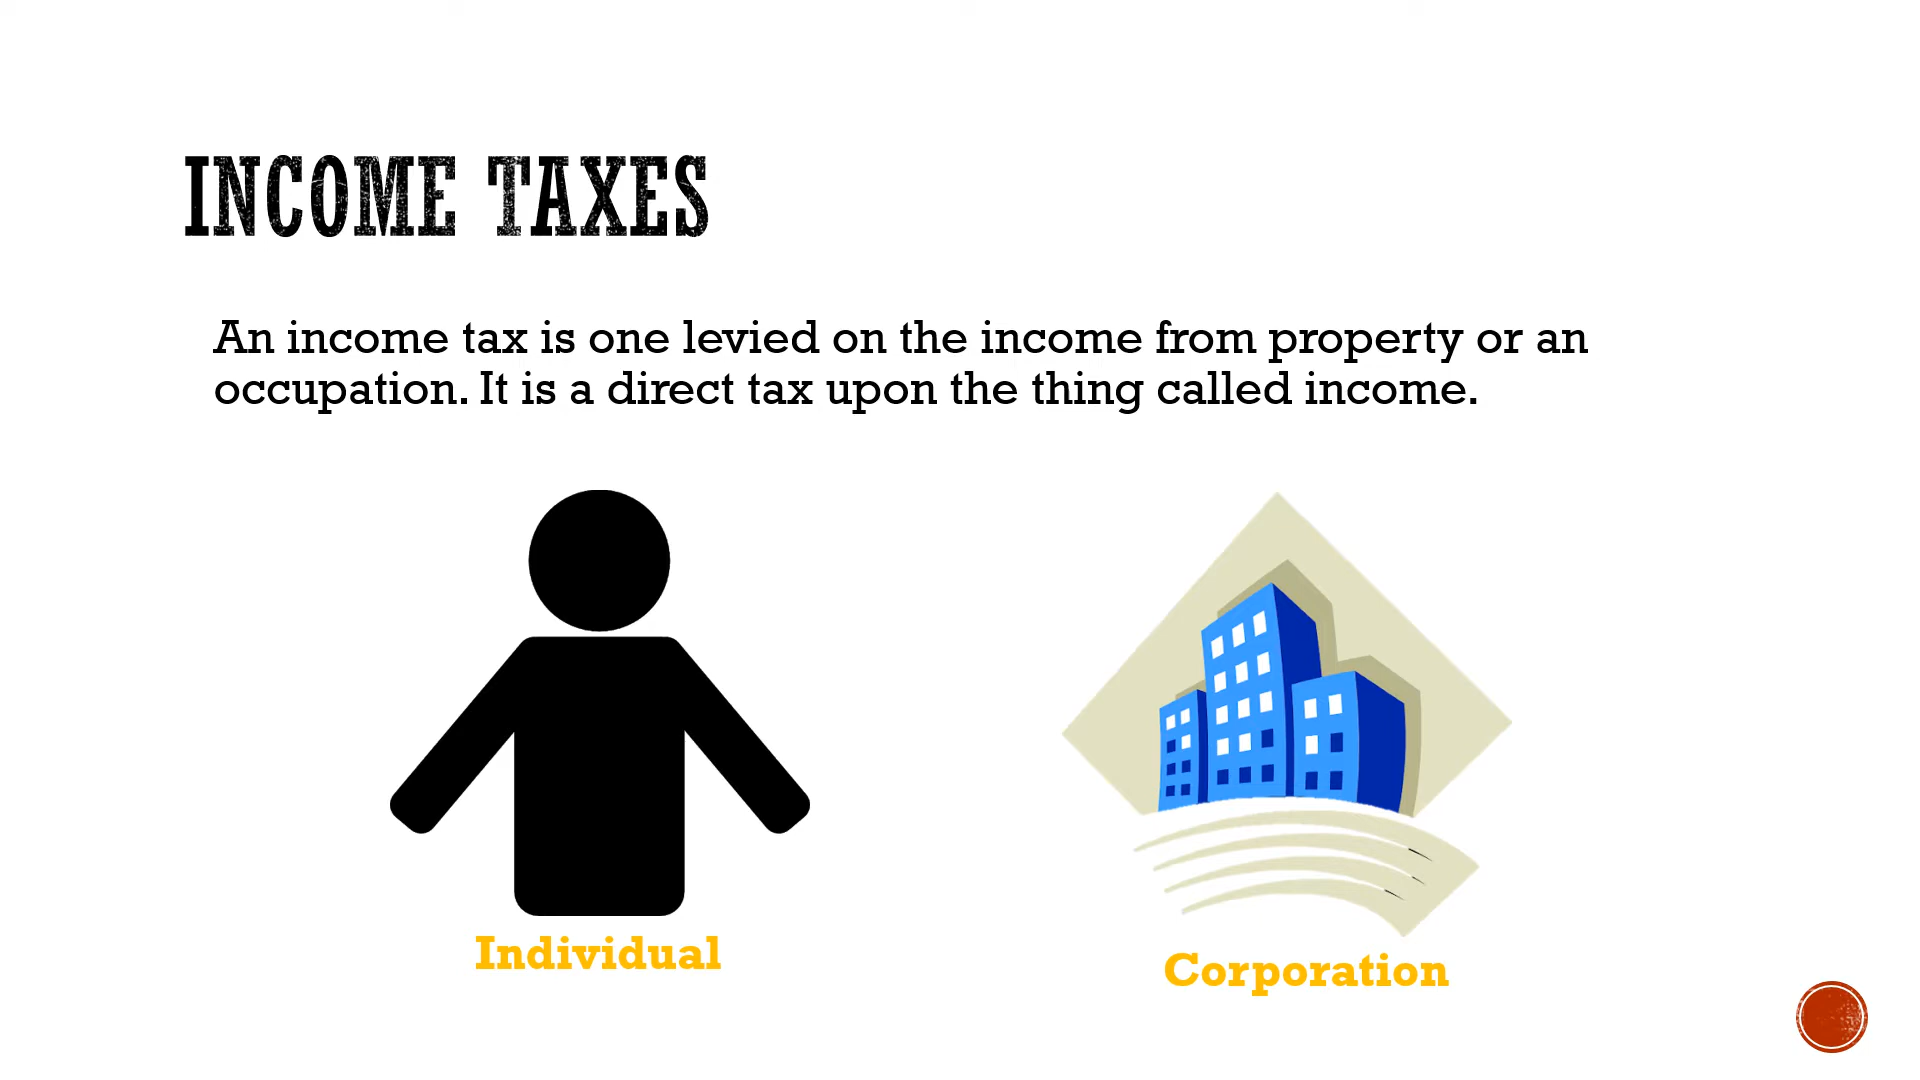 INCOME TAXES
An income tax is one levied on the income from property or an
occupation. It is a direct tax upon the thing called income.
Individual
Corporation